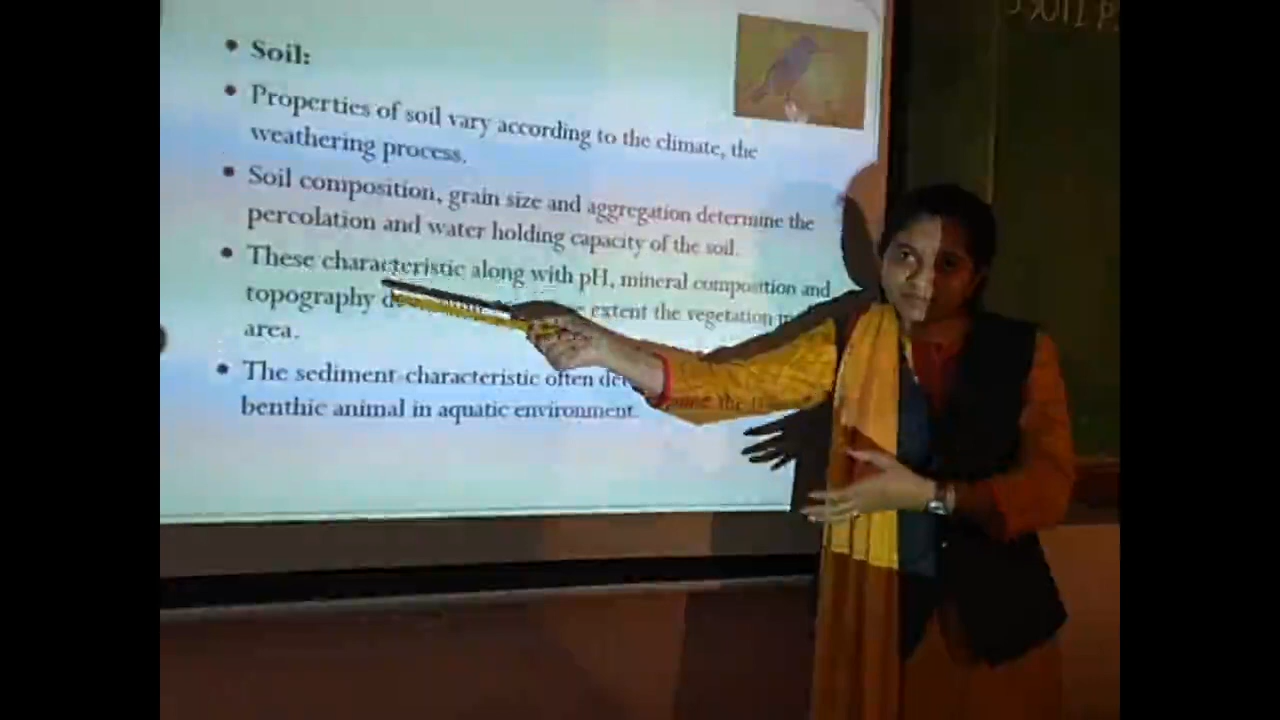 • Soil:
• Properties of soil vary according to the climate, the
weathering process.
• Soil composition, grain size and aggregation determine the
percolation and water holding capacity of the soil.
• These characteristic along with pH, mineral composition and
topography extent the vegetation
area.
• The sediment characteristic often the
benthic animal in aquatic environment.